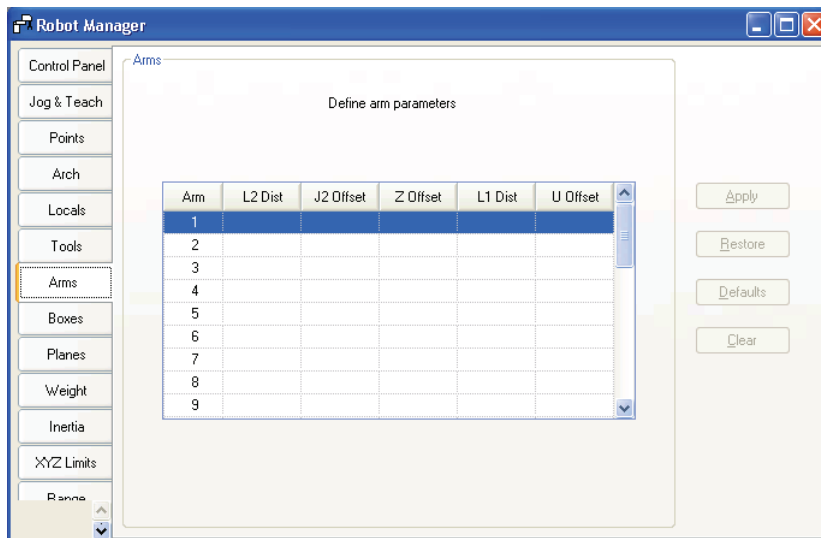 Robot Manager
Control Panel
Jog & Teach
Points
Arch
Locals
Tools
Arms
Boxes
Planes
Weight
Inertia
XYZ Limits
Range
Arms
Define arm parameters
Arm L2 Dist J2 Offset Z Offset L1 Dist U Offset
1
2
3
4
5
6
7
8
9
Apply
Restore
Defaults
Clear